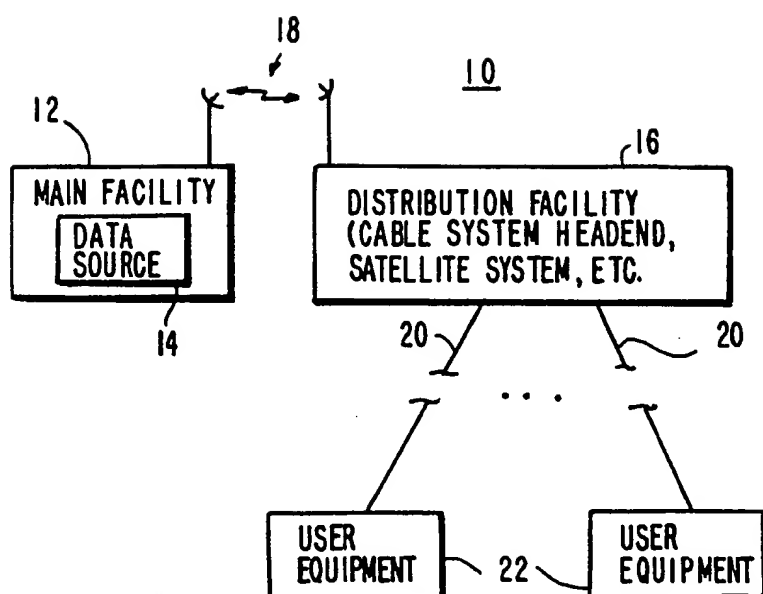 18
10
12
16
MAIN FACILITY
DATA
SOURCE
14
DISTRIBUTION FACILITY
(CABLE SYSTEM HEADEND,
SATELLITE SYSTEM, ETC.
20
20
...
USER
EQUIPMENT
22
USER
EQUIPMENT